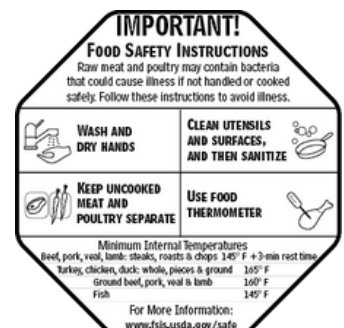 IMPORTANT!
FOOD SAFETY INSTRUCTIONS
Raw meat and poultry may contain bacteria
that could cause illness if not handled or cooked
safely. Follow these instructions to avoid illness.
WASH AND
DRY HANDS
CLEAN UTENSILS
AND SURFACES,
AND THEN SANITIZE
KEEP UNCOOKED
MEAT AND
POULTRY SEPARATE
USE FOOD
THERMOMETER
Minimum Internal Temperatures
Beef, pork, veal, lamb: steaks, roasts & chops 145° F +3-min rest time
Turkey, chicken, duck: whole, pieces & ground 165° F
Ground beef, pork, veal & lamb 160° F
Fish 145° F
For More Information:
www.fsis.usda.gov/safe